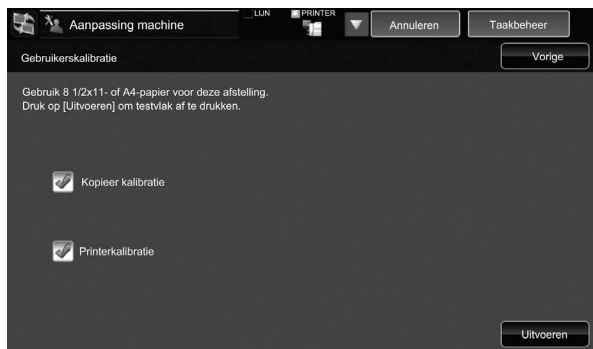 Aanpassing machine
LIJN
PRINTER
Annuleren
Taakbeheer
Gebruikerskalibratie
Vorige
Gebruik 8 1/2x11- of A4-papier voor deze afstelling.
Druk op [Uitvoeren] om testvlak af te drukken.
Kopieer kalibratie
Printerkalibratie
Uitvoeren